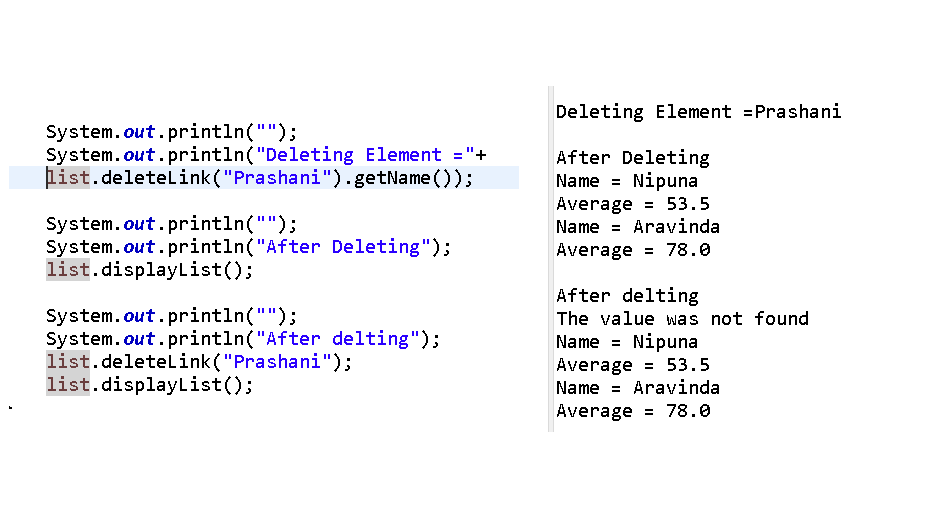 System.out.println("");
System.out.println("Deleting Element ="+
list.deleteLink("Prashani").getName());
System.out.println("");
System.out.println("After Deleting");
list.displayList();
System.out.println("");
System.out.println("After delting");
list.deleteLink("Prashani");
list.displayList();
Deleting Element =Prashani
After Deleting
Name = Nipuna
Average = 53.5
Name = Aravinda
Average = 78.0
After delting
The value was not found
Name = Nipuna
Average = 53.5
Name = Aravinda
Average = 78.0